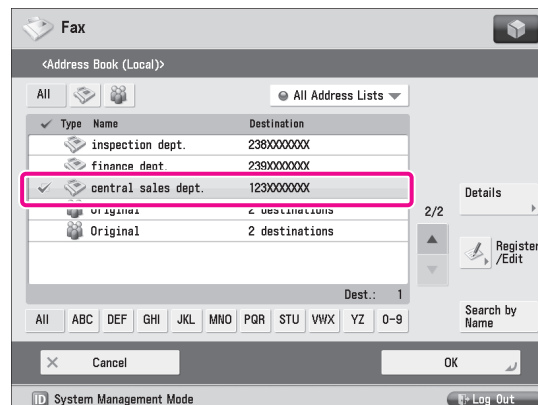 Fax
<Address Book (Local)>
All
All Address Lists
Type Name Destination
inspection dept. 238XXXXXXX
finance dept. 239XXXXXXX
central sales dept. 123XXXXXXX
Original 2 destinations
Original 2 destinations
2/2
Details
Register
/Edit
Dest.: 1
All ABC DEF GHI JKL MNO PQR STU VWX YZ 0-9
Search by
Name
Cancel OK
ID System Management Mode Log Out